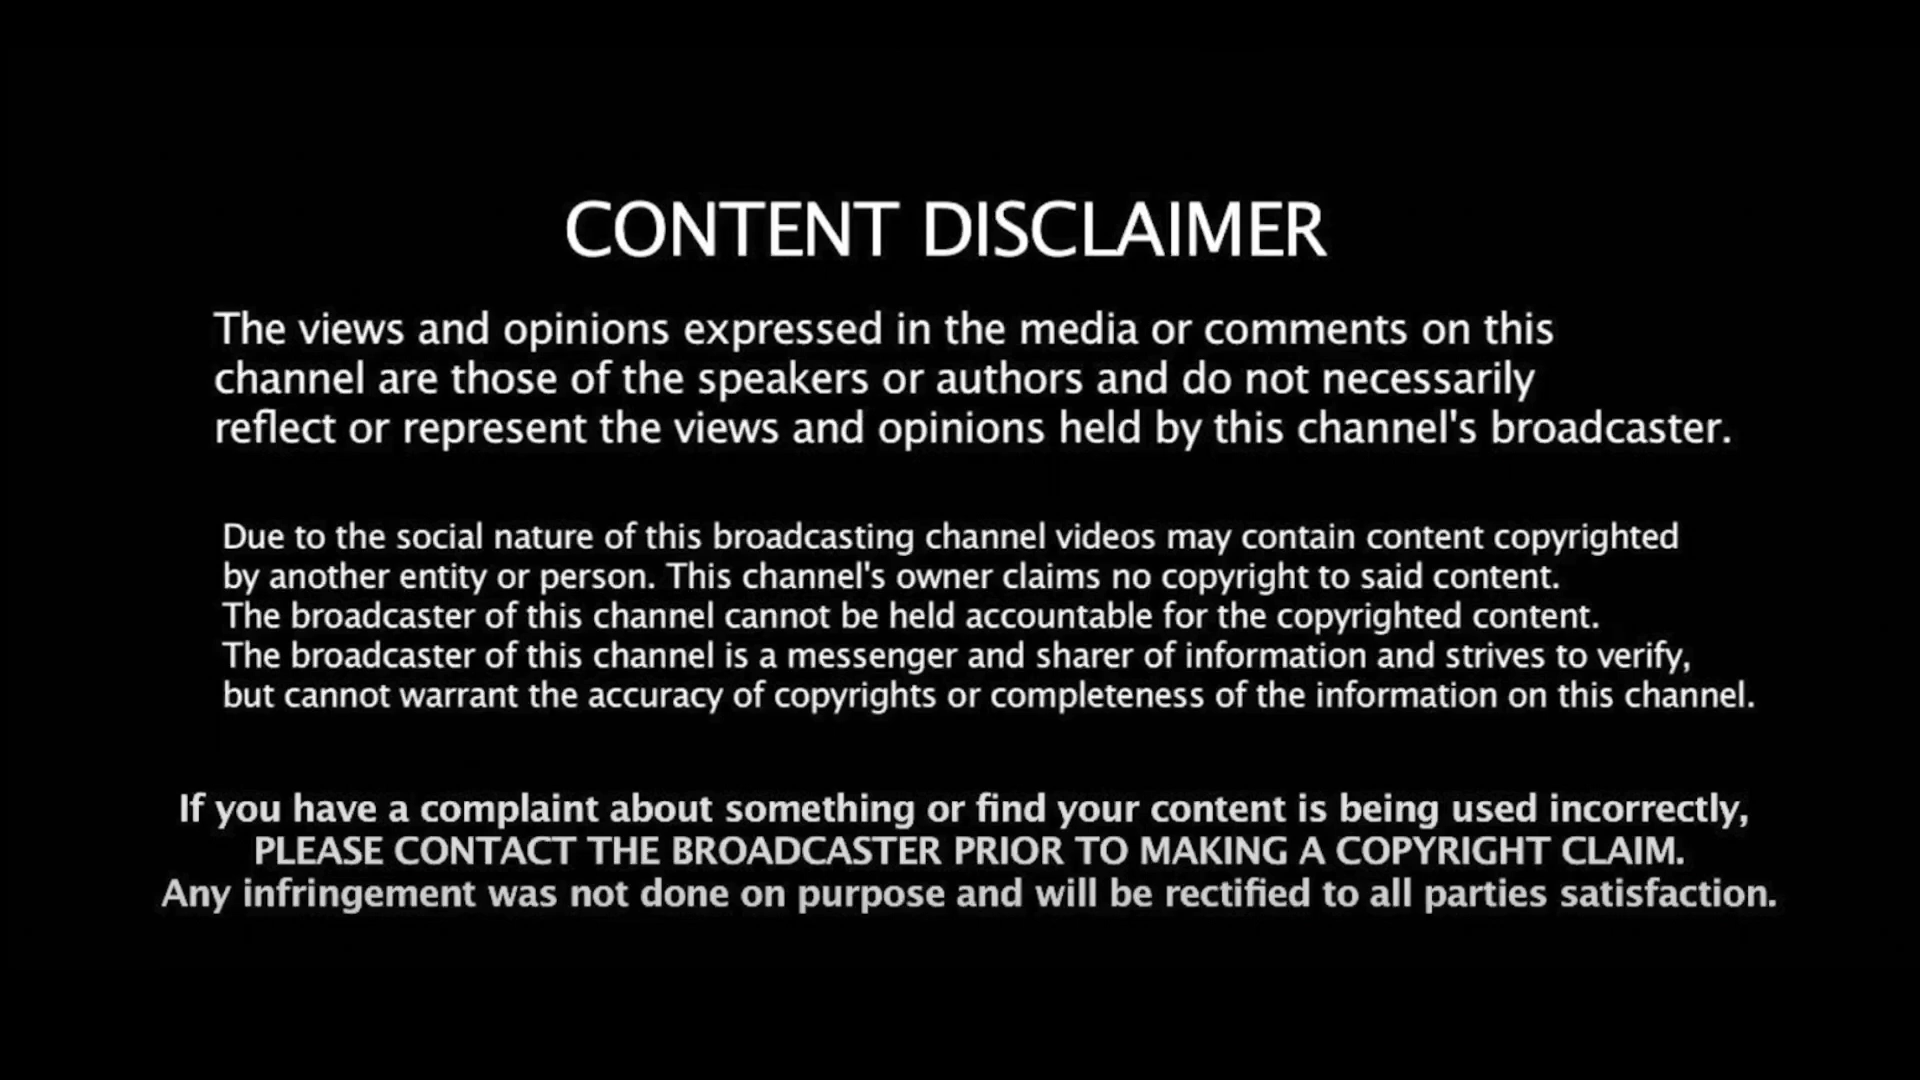 CONTENT DISCLAIMER
The views and opinions expressed in the media or comments on this
channel are those of the speakers or authors and do not necessarily
reflect or represent the views and opinions held by this channel's broadcaster.
Due to the social nature of this broadcasting channel videos may contain content copyrighted
by another entity or person. This channel's owner claims no copyright to said content.
The broadcaster of this channel cannot be held accountable for the copyrighted content.
The broadcaster of this channel is a messenger and sharer of information and strives to verify,
but cannot warrant the accuracy of copyrights or completeness of the information on this channel.
If you have a complaint about something or find your content is being used incorrectly,
PLEASE CONTACT THE BROADCASTER PRIOR TO MAKING A COPYRIGHT CLAIM.
Any infringement was not done on purpose and will be rectified to all parties satisfaction.